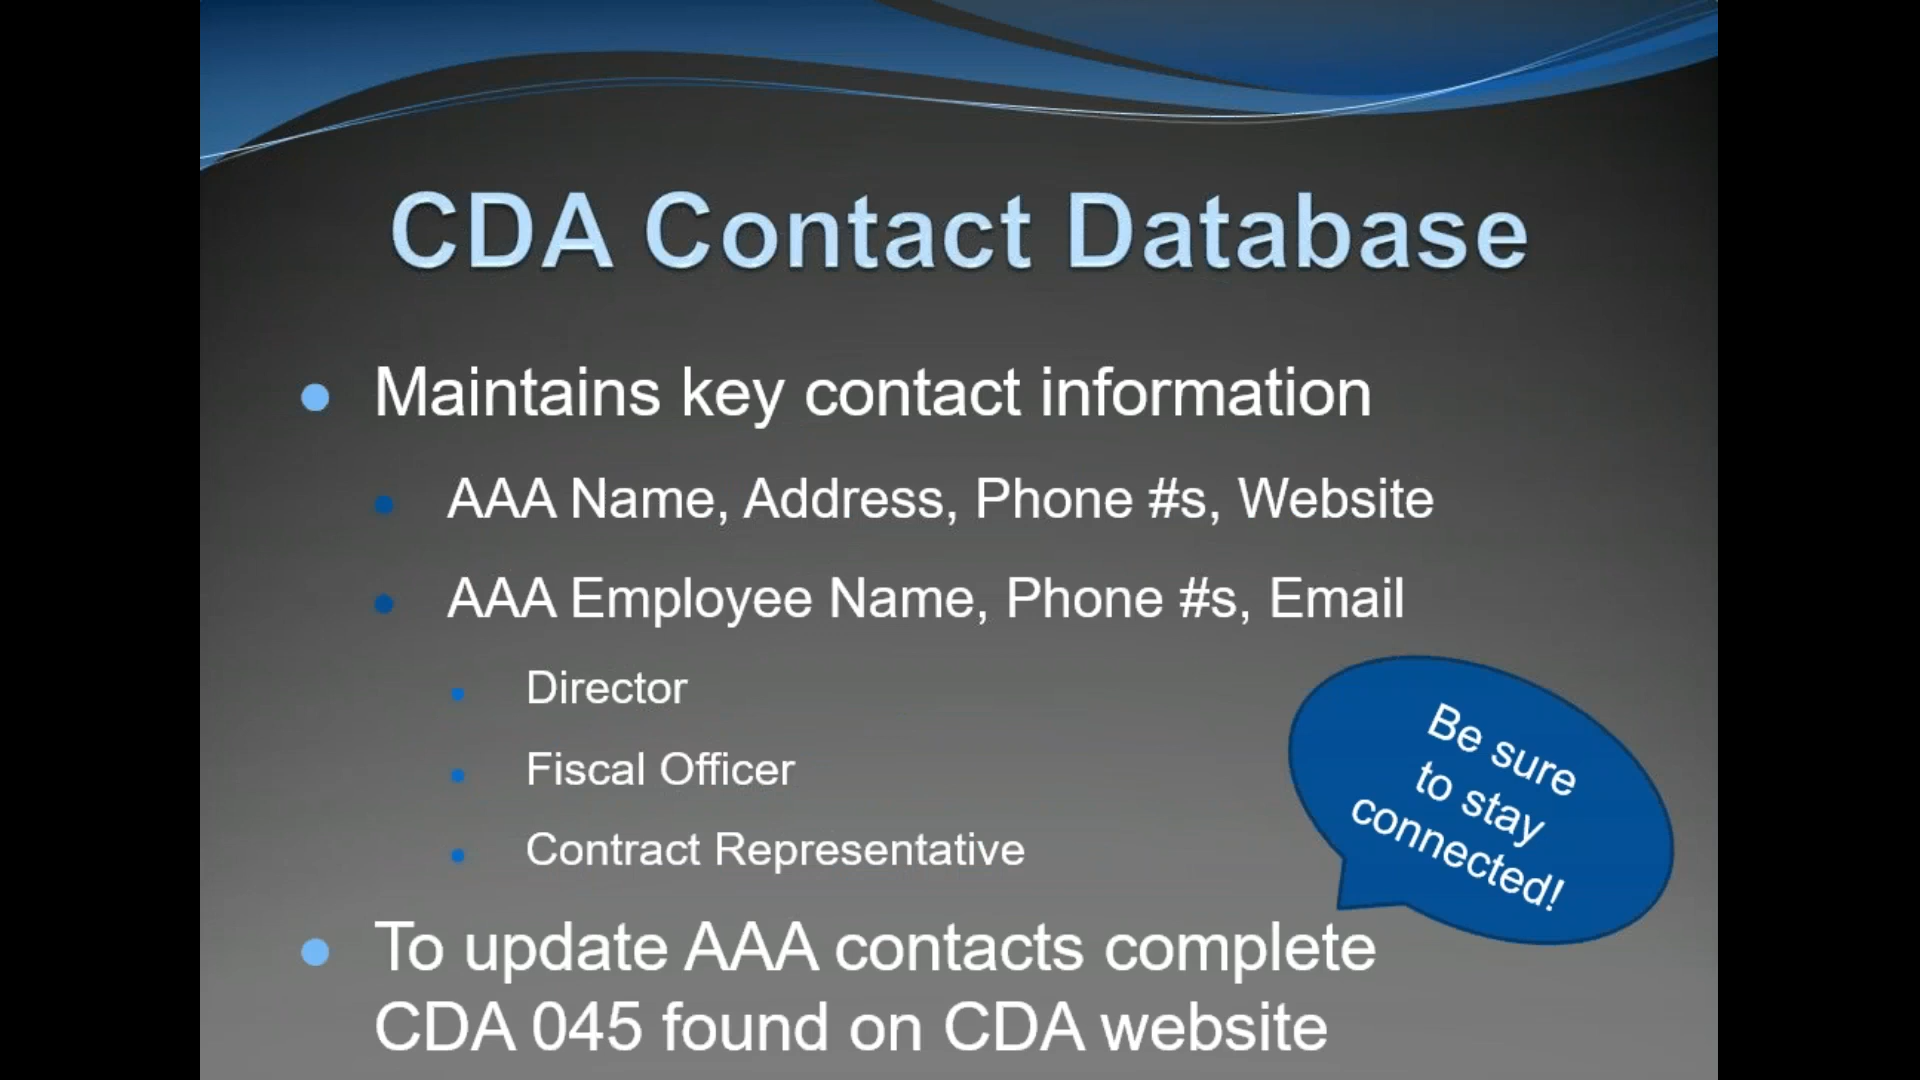 CDA Contact Database
Maintains key contact information
AAA Name, Address, Phone #s, Website
AAA Employee Name, Phone #s, Email
Director
Fiscal Officer
Contract Representative
Be sure
to stay
connected!
To update AAA contacts complete
CDA 045 found on CDA website